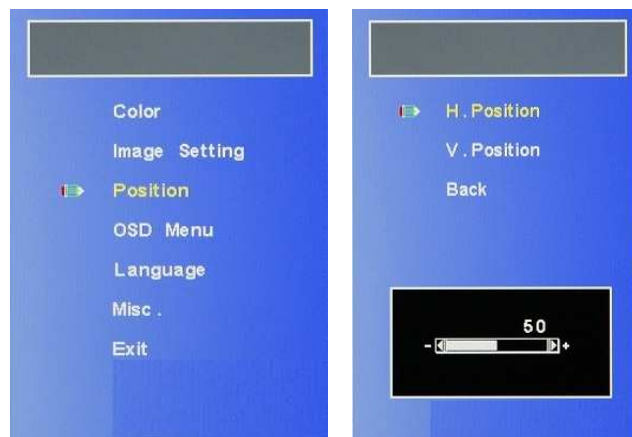 Color
Image Setting
Position
OSD Menu
Language
Misc.
Exit
H.Position
V.Position
Back
50
- +